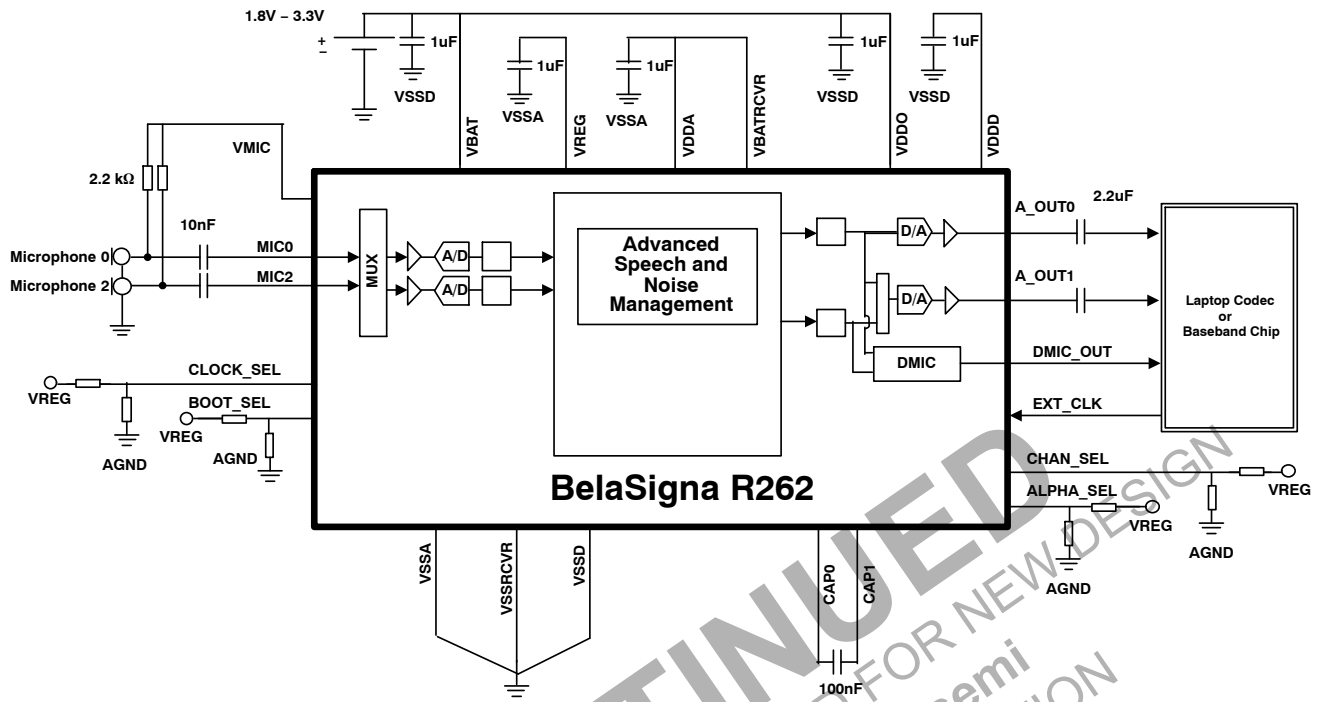 1.8V – 3.3V
+
–
1uF
VSSD
1uF
VSSA
1uF
VSSA
1uF
VSSD
1uF
VSSD
VBAT
VREG
VDDA
VBATRCVR
VDDO
VDDD
VMIC
2.2 kΩ
10nF
Microphone 0
Microphone 2
MIC0
MIC2
MUX
A/D
A/D
Advanced
Speech and
Noise
Management
D/A
D/A
DMIC
A_OUT0
2.2uF
A_OUT1
DMIC_OUT
EXT_CLK
Laptop Codec
or
Baseband Chip
CLOCK_SEL
VREG
AGND
BOOT_SEL
VREG
AGND
BelaSigna R262
CHAN_SEL
VREG
AGND
ALPHA_SEL
VREG
AGND
VSSA
VSSRCVR
VSSD
CAP0
CAP1
100nF
TINUED
FOR NEW DESIGN
semi